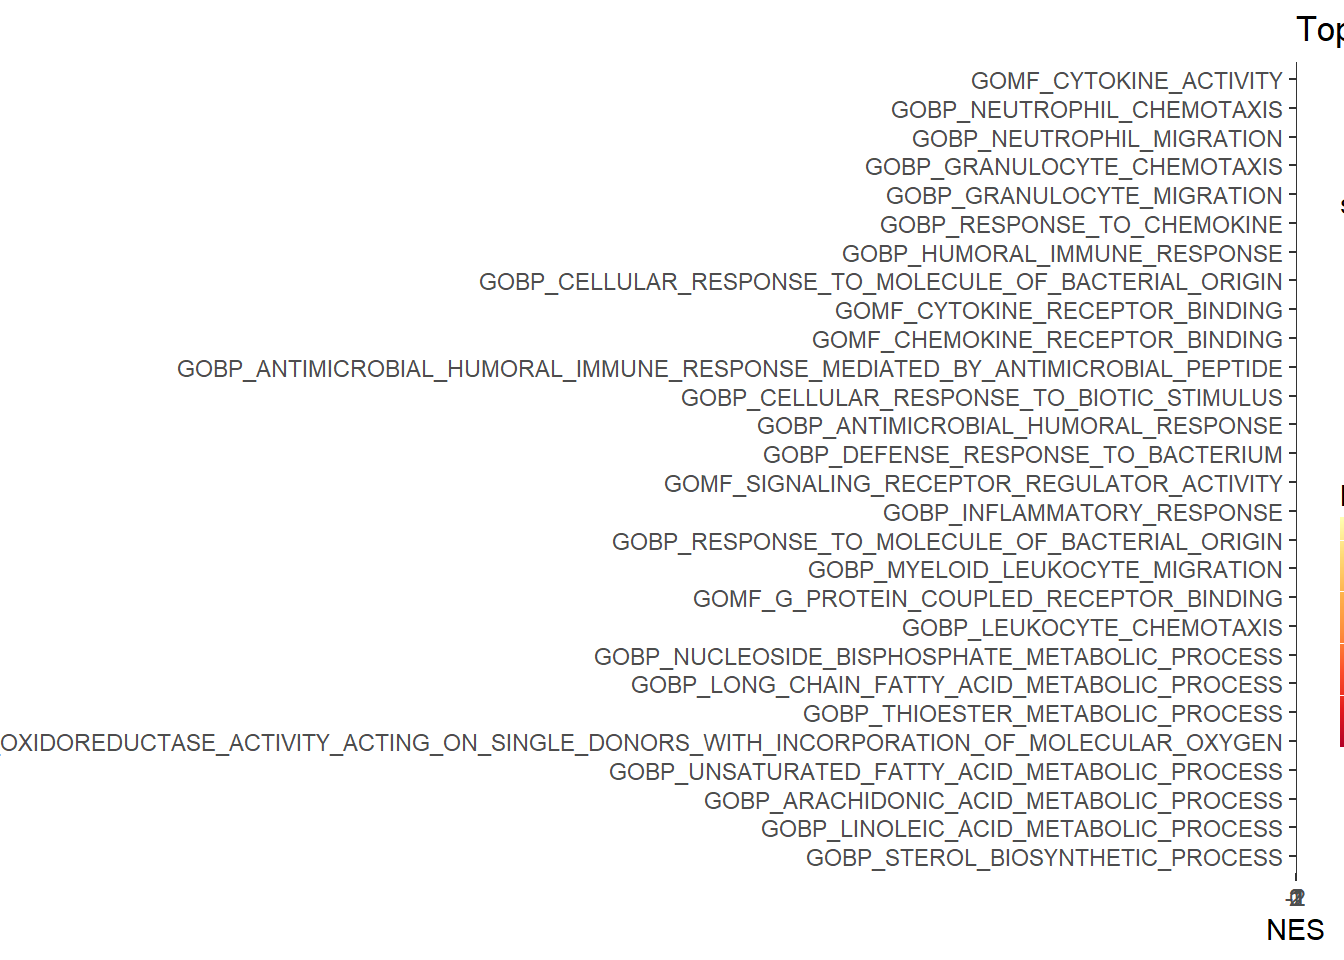 Top
GOMF_CYTOKINE_ACTIVITY
GOBP_NEUTROPHIL_CHEMOTAXIS
GOBP_NEUTROPHIL_MIGRATION
GOBP_GRANULOCYTE_CHEMOTAXIS
GOBP_GRANULOCYTE_MIGRATION
GOBP_RESPONSE_TO_CHEMOKINE
GOBP_HUMORAL_IMMUNE_RESPONSE
GOBP_CELLULAR_RESPONSE_TO_MOLECULE_OF_BACTERIAL_ORIGIN
GOMF_CYTOKINE_RECEPTOR_BINDING
GOMF_CHEMOKINE_RECEPTOR_BINDING
GOBP_ANTIMICROBIAL_HUMORAL_IMMUNE_RESPONSE_MEDIATED_BY_ANTIMICROBIAL_PEPTIDE
GOBP_CELLULAR_RESPONSE_TO_BIOTIC_STIMULUS
GOBP_ANTIMICROBIAL_HUMORAL_RESPONSE
GOBP_DEFENSE_RESPONSE_TO_BACTERIUM
GOMF_SIGNALING_RECEPTOR_REGULATOR_ACTIVITY
GOBP_INFLAMMATORY_RESPONSE
GOBP_RESPONSE_TO_MOLECULE_OF_BACTERIAL_ORIGIN
GOBP_MYELOID_LEUKOCYTE_MIGRATION
GOMF_G_PROTEIN_COUPLED_RECEPTOR_BINDING
GOBP_LEUKOCYTE_CHEMOTAXIS
GOBP_NUCLEOSIDE_BISPHOSPHATE_METABOLIC_PROCESS
GOBP_LONG_CHAIN_FATTY_ACID_METABOLIC_PROCESS
GOBP_THIOESTER_METABOLIC_PROCESS
OXIDOREDUCTASE_ACTIVITY_ACTING_ON_SINGLE_DONORS_WITH_INCORPORATION_OF_MOLECULAR_OXYGEN
GOBP_UNSATURATED_FATTY_ACID_METABOLIC_PROCESS
GOBP_ARACHIDONIC_ACID_METABOLIC_PROCESS
GOBP_LINOLEIC_ACID_METABOLIC_PROCESS
GOBP_STEROL_BIOSYNTHETIC_PROCESS
NES